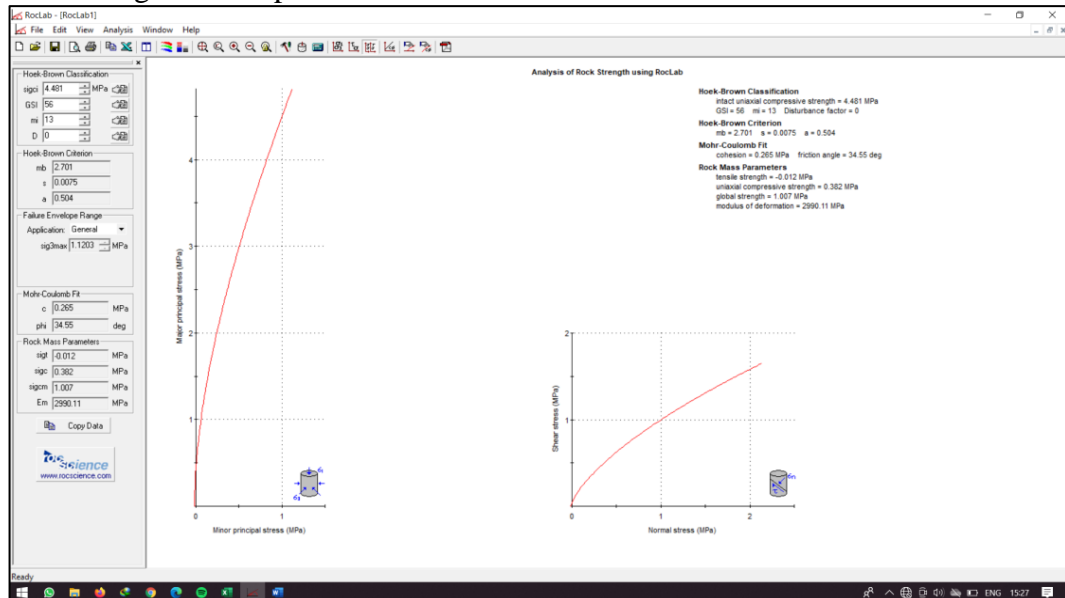 RocLab - [RocLab1]
File Edit View Analysis Window Help
Hoek-Brown Classification
sigci 4.481 MPa
GSI 56
mi 13
D 0
Hoek-Brown Criterion
mb 2.701
s 0.0075
a 0.504
Failure Envelope Range
Application: General
sig3max 1.1203 MPa
Mohr-Coulomb Fit
c 0.265 MPa
phi 34.55 deg
Rock Mass Parameters
sigt -0.012 MPa
sigc 0.382 MPa
sigcm 1.007 MPa
Em 2990.11 MPa
Copy Data
rocscience
www.rocscience.com
Analysis of Rock Strength using RocLab
Hoek-Brown Classification
intact uniaxial compressive strength = 4.481 MPa
GSI = 56 mi = 13 Disturbance factor = 0
Hoek-Brown Criterion
mb = 2.701 s = 0.0075 a = 0.504
Mohr-Coulomb Fit
cohesion = 0.265 MPa friction angle = 34.55 deg
Rock Mass Parameters
tensile strength = -0.012 MPa
uniaxial compressive strength = 0.382 MPa
global strength = 1.007 MPa
modulus of deformation = 2990.11 MPa
Major principal stress (MPa)
4
3
2
1
0 1
Minor principal stress (MPa)
Shear stress (MPa)
2
1
0 1 2
Normal stress (MPa)
Ready
ENG 15:27